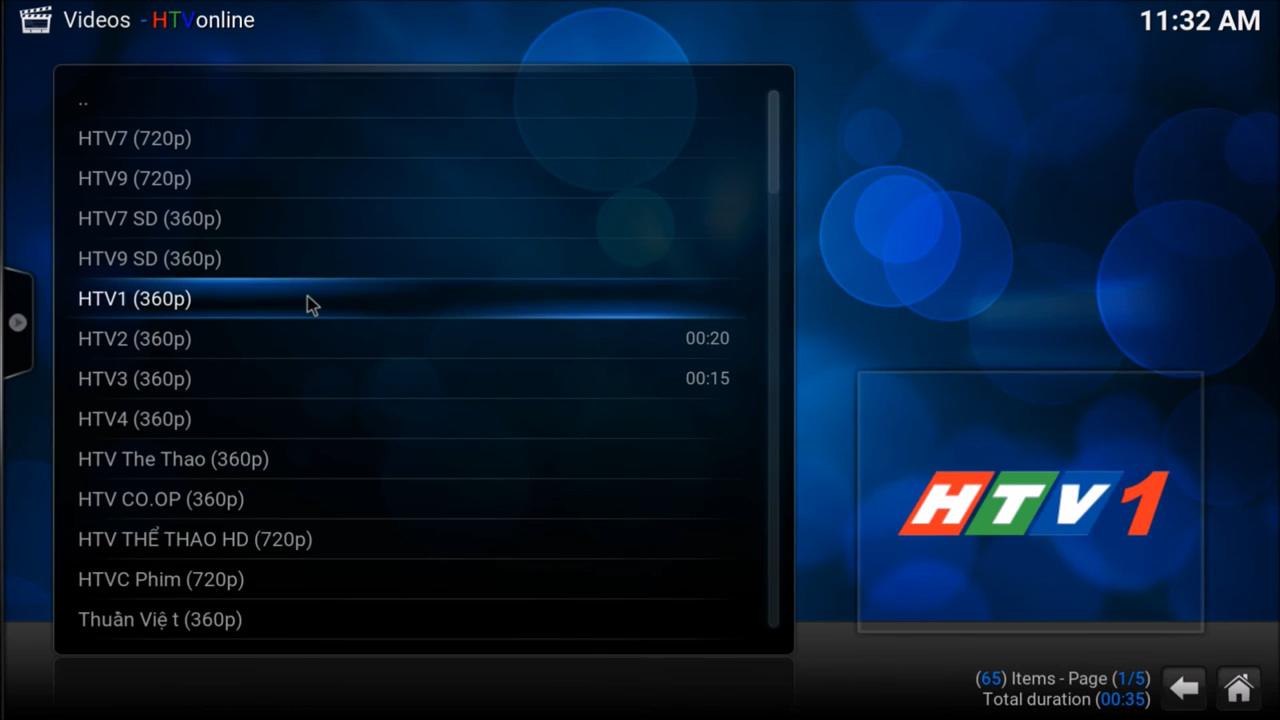 Videos - HTVonline
11:32 AM
..
HTV7 (720p)
HTV9 (720p)
HTV7 SD (360p)
HTV9 SD (360p)
HTV1 (360p)
HTV2 (360p) 00:20
HTV3 (360p) 00:15
HTV4 (360p)
HTV The Thao (360p)
HTV CO.OP (360p)
HTV THỂ THAO HD (720p)
HTVC Phim (720p)
Thuần Việ t (360p)
HTV1
(65) Items - Page (1/5)
Total duration (00:35)